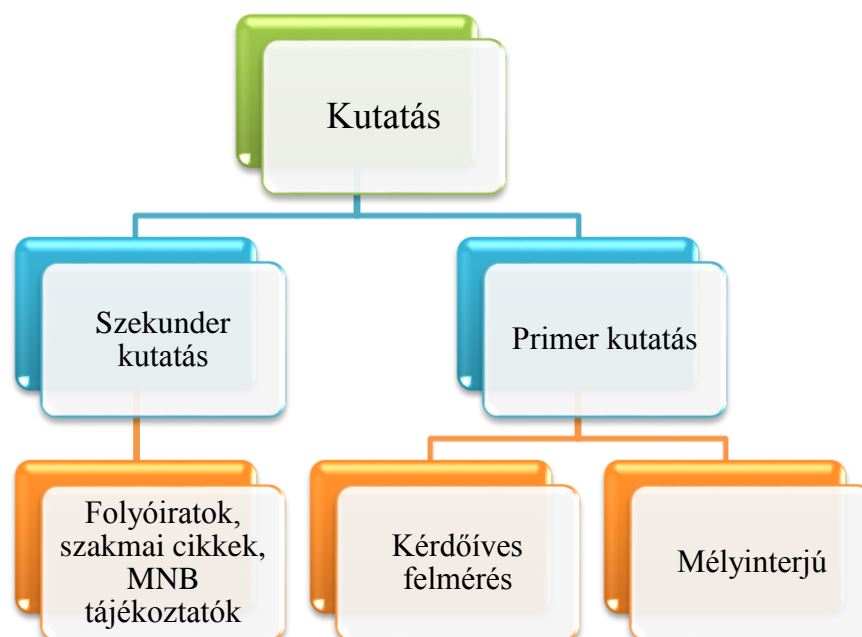 Kutatás
Szekunder
kutatás
Primer kutatás
Folyóiratok,
szakmai cikkek,
MNB
tájékoztatók
Kérdőíves
felmérés
Mélyinterjú